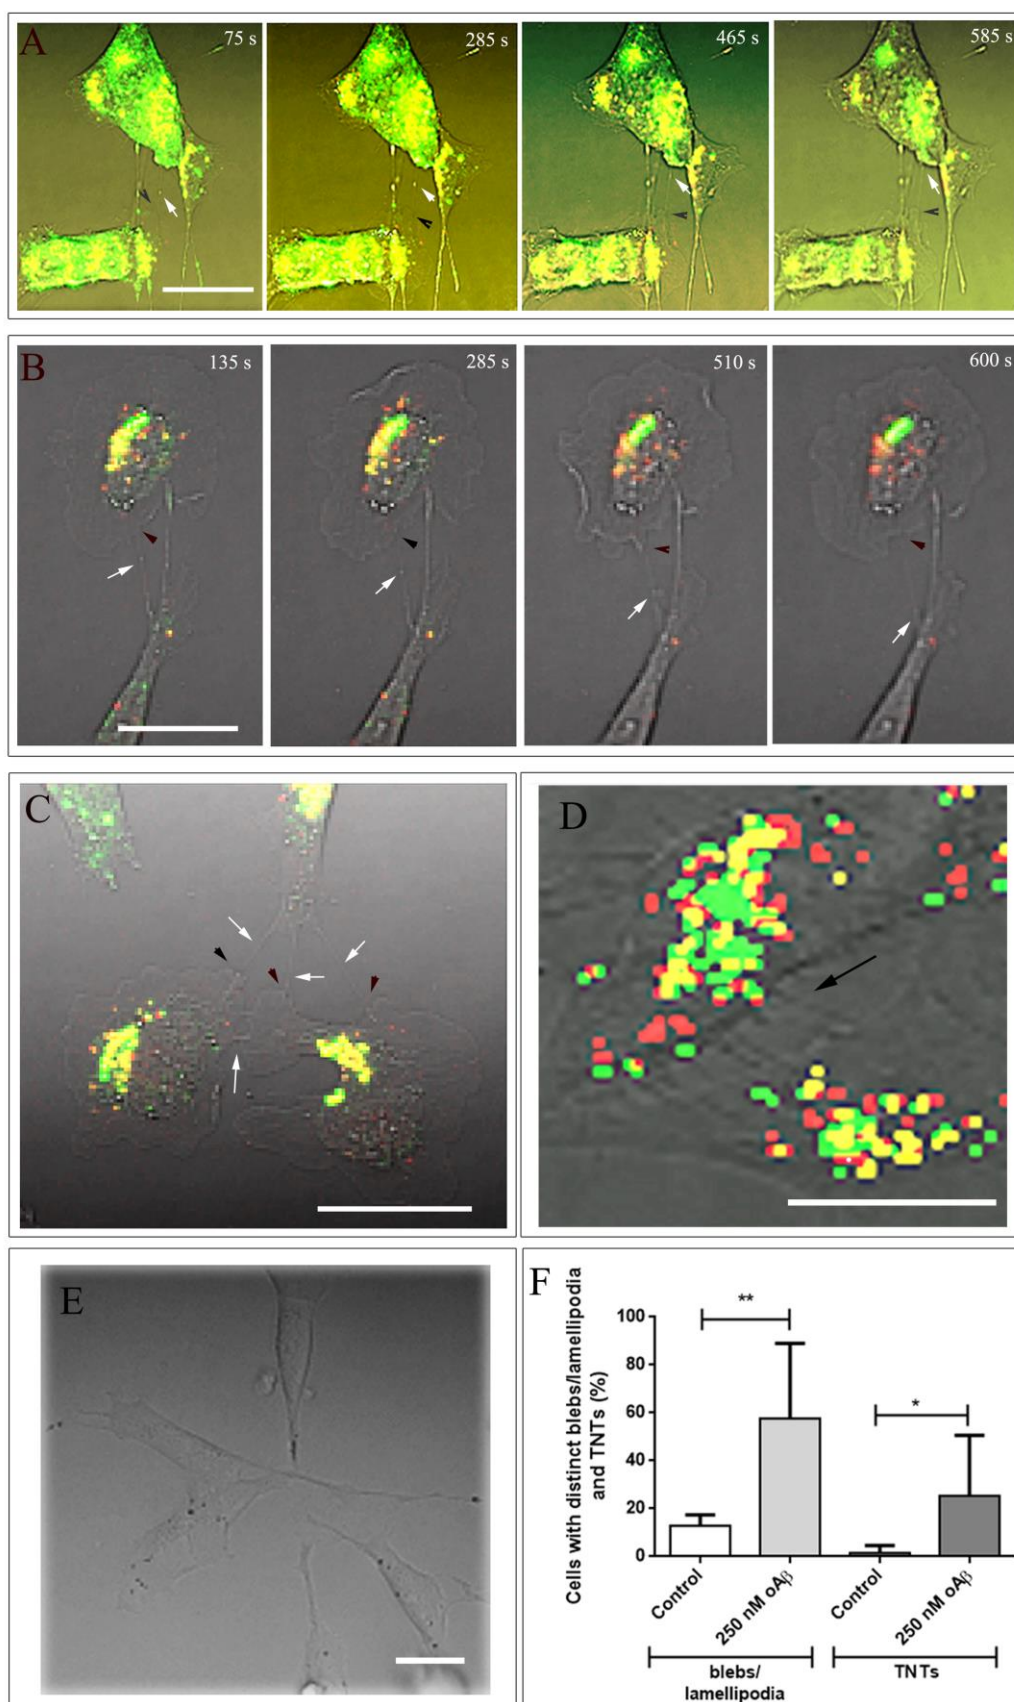 A
75 s
285 s
465 s
585 s
B
135 s
285 s
510 s
600 s
C
D
E
F
Cells with distinct blebs/lamellipodia
and TNTs (%)
100
80
60
40
20
0
**
*
Control
250 nM oAβ
Control
250 nM oAβ
blebs/
lamellipodia
TNTs